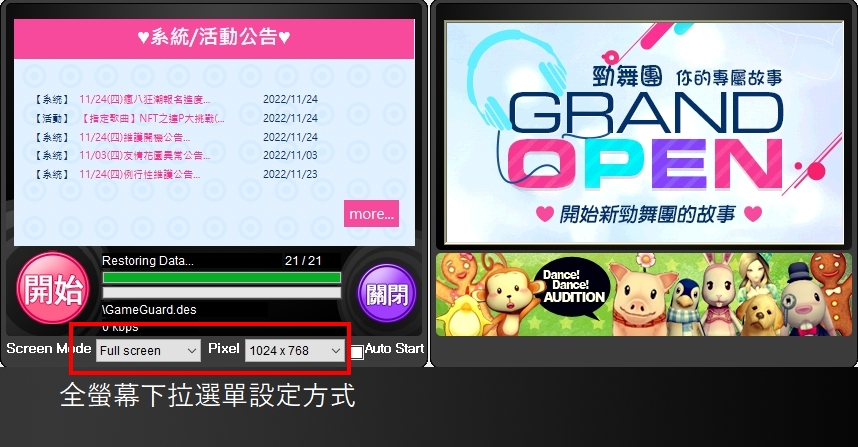 ♥系統/活動公告♥
【系統】 11/24(四)瘋八狂潮報名進度... 2022/11/24
【活動】 【指定歌曲】NFT之達P大挑戰(... 2022/11/24
【系統】 11/24(四)維護開機公告... 2022/11/24
【系統】 11/03(四)友情花園異常公告... 2022/11/03
【系統】 11/24(四)例行性維護公告... 2022/11/23
more...
開始
Restoring Data... 21 / 21
\GameGuard.des
0 kbps
關閉
Screen Mode Full screen Pixel 1024 x 768 Auto Start
全螢幕下拉選單設定方式
勁舞團 你的專屬故事
GRAND
OPEN
開始新勁舞團的故事
Dance!
Dance!
AUDITION